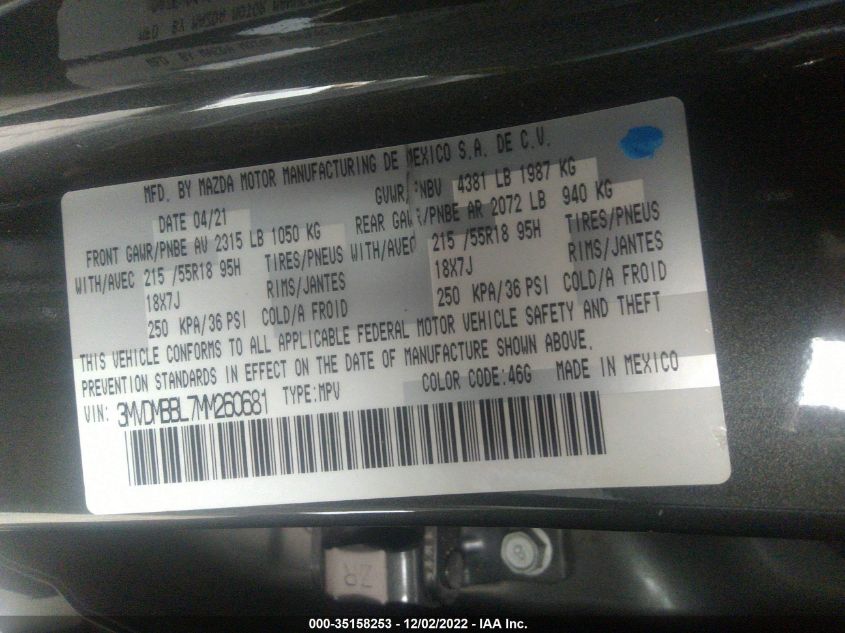 MFD. BY MAZDA MOTOR MANUFACTURING DE MEXICO S.A. DE C.V.
DATE 04/21 GVWR/PNBV 4381 LB 1987 KG
FRONT GAWR/PNBE AV 2315 LB 1050 KG REAR GAWR/PNBE AR 2072 LB 940 KG
WITH/AVEC 215 /55R18 95H TIRES/PNEUS WITH/AVEC 215 /55R18 95H TIRES/PNEUS
18X7J RIMS/JANTES 18X7J RIMS/JANTES
250 KPA/36 PSI COLD/A FROID 250 KPA/36 PSI COLD/A FROID
THIS VEHICLE CONFORMS TO ALL APPLICABLE FEDERAL MOTOR VEHICLE SAFETY AND THEFT
PREVENTION STANDARDS IN EFFECT ON THE DATE OF MANUFACTURE SHOWN ABOVE.
VIN: 3MVDMBBL7MM260681 TYPE:MPV COLOR CODE:46G MADE IN MEXICO
ZR
8
000-35158253 - 12/02/2022 - IAA Inc.